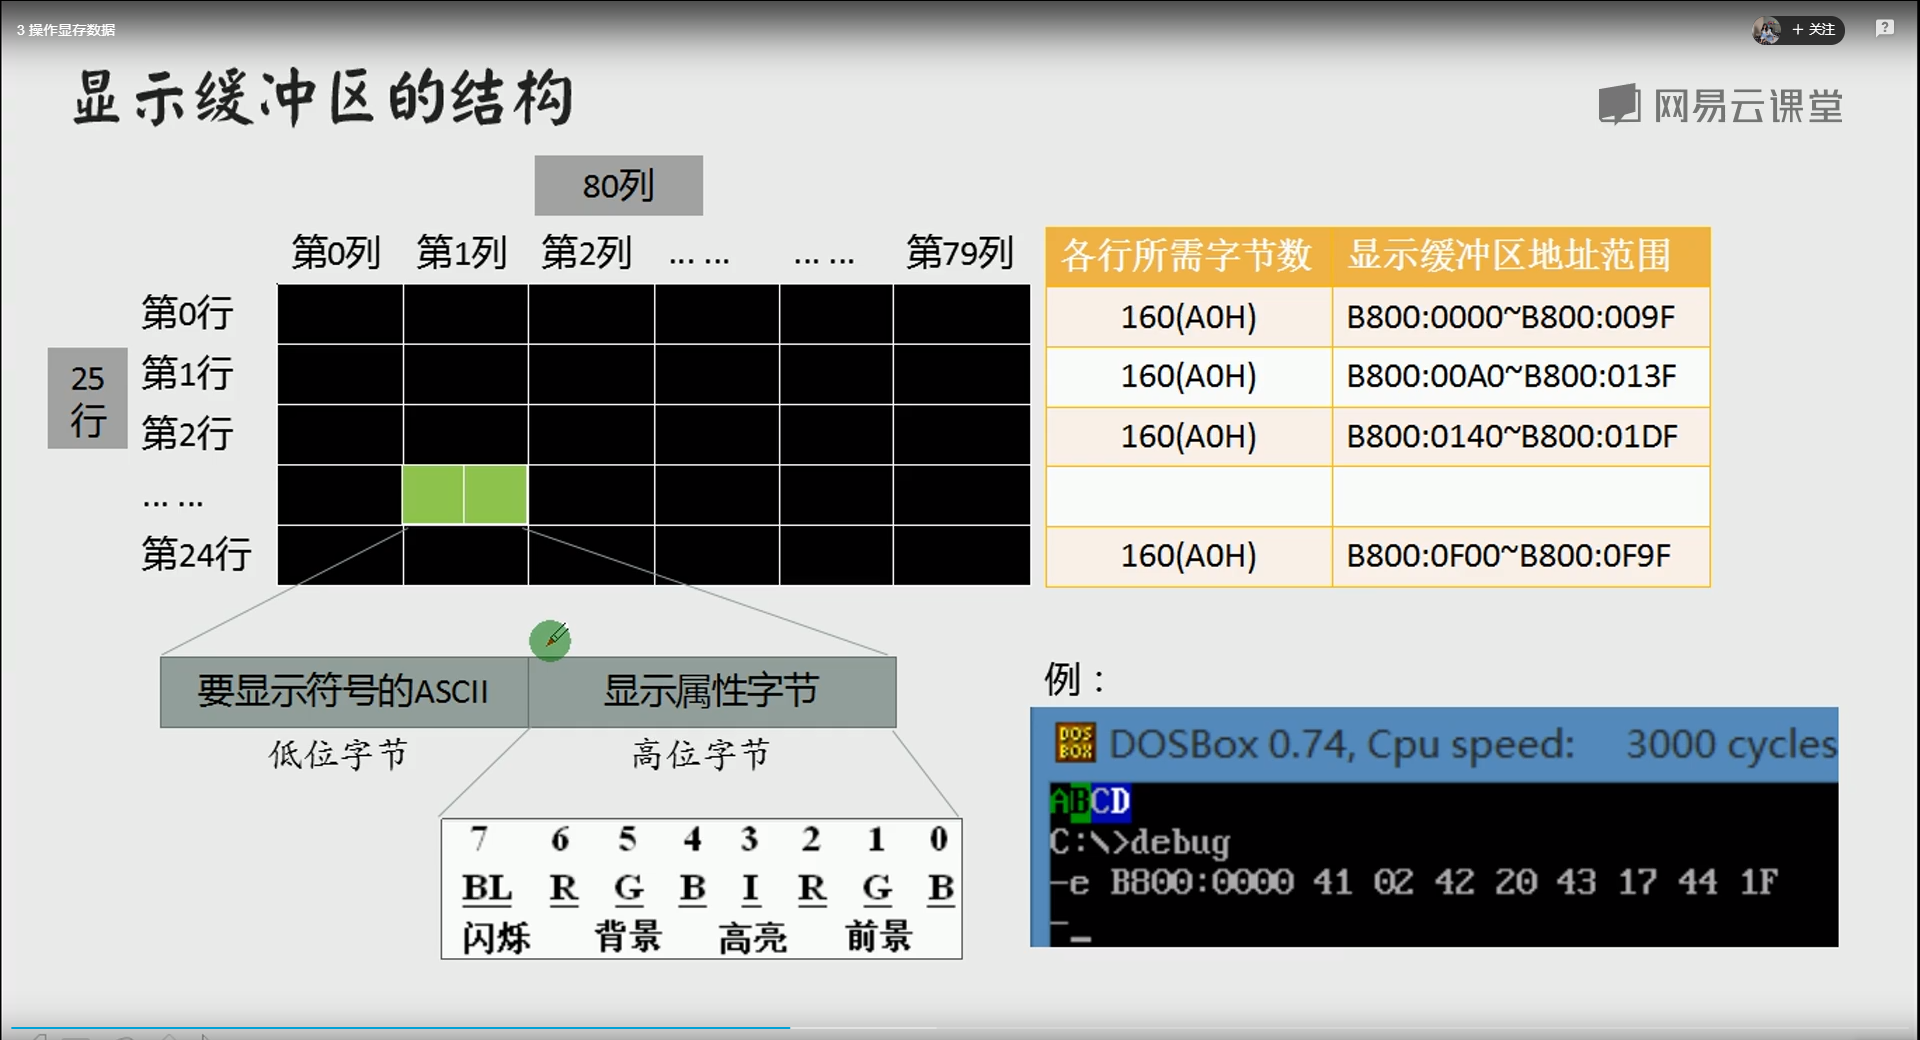 3 操作显存数据
+ 关注
?
显示缓冲区的结构
网易云课堂
80列
第0列 第1列 第2列 ... ... ... ... 第79列
25
行
第0行
第1行
第2行
... ...
第24行
各行所需字节数 显示缓冲区地址范围
160(A0H) B800:0000~B800:009F
160(A0H) B800:00A0~B800:013F
160(A0H) B800:0140~B800:01DF
160(A0H) B800:0F00~B800:0F9F
要显示符号的ASCII 显示属性字节
低位字节 高位字节
7 6 5 4 3 2 1 0
BL R G B I R G B
闪烁 背景 高亮 前景
例：
DOS
BOX
DOSBox 0.74, Cpu speed: 3000 cycles
ABCD
C:\>debug
-e B800:0000 41 02 42 20 43 17 44 1F
-